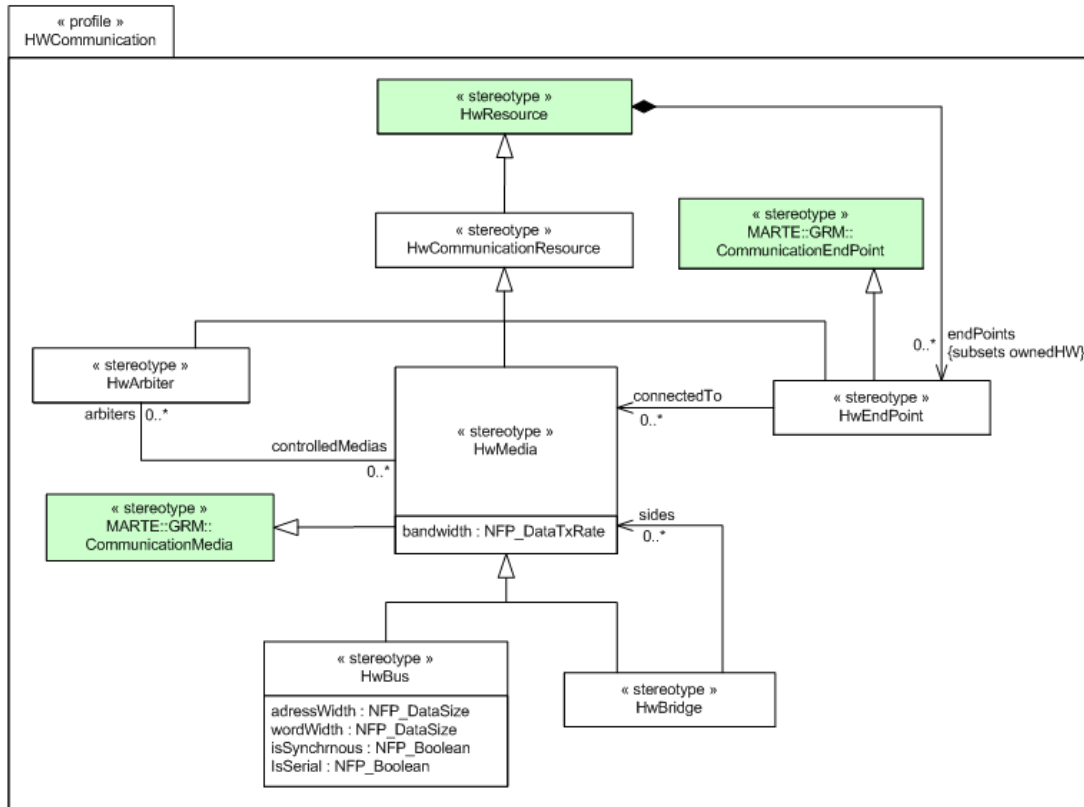 « profile »
HWCommunication
« stereotype »
HwResource
« stereotype »
HwCommunicationResource
« stereotype »
MARTE::GRM::
CommunicationEndPoint
endPoints
0..*
{subsets ownedHW}
« stereotype »
HwArbiter
arbiters 0..*
« stereotype »
HwMedia
bandwidth : NFP_DataTxRate
connectedTo
0..*
« stereotype »
HwEndPoint
controlledMedias
0..*
« stereotype »
MARTE::GRM::
CommunicationMedia
sides
0..*
« stereotype »
HwBus
adressWidth : NFP_DataSize
wordWidth : NFP_DataSize
isSynchrnous : NFP_Boolean
IsSerial : NFP_Boolean
« stereotype »
HwBridge